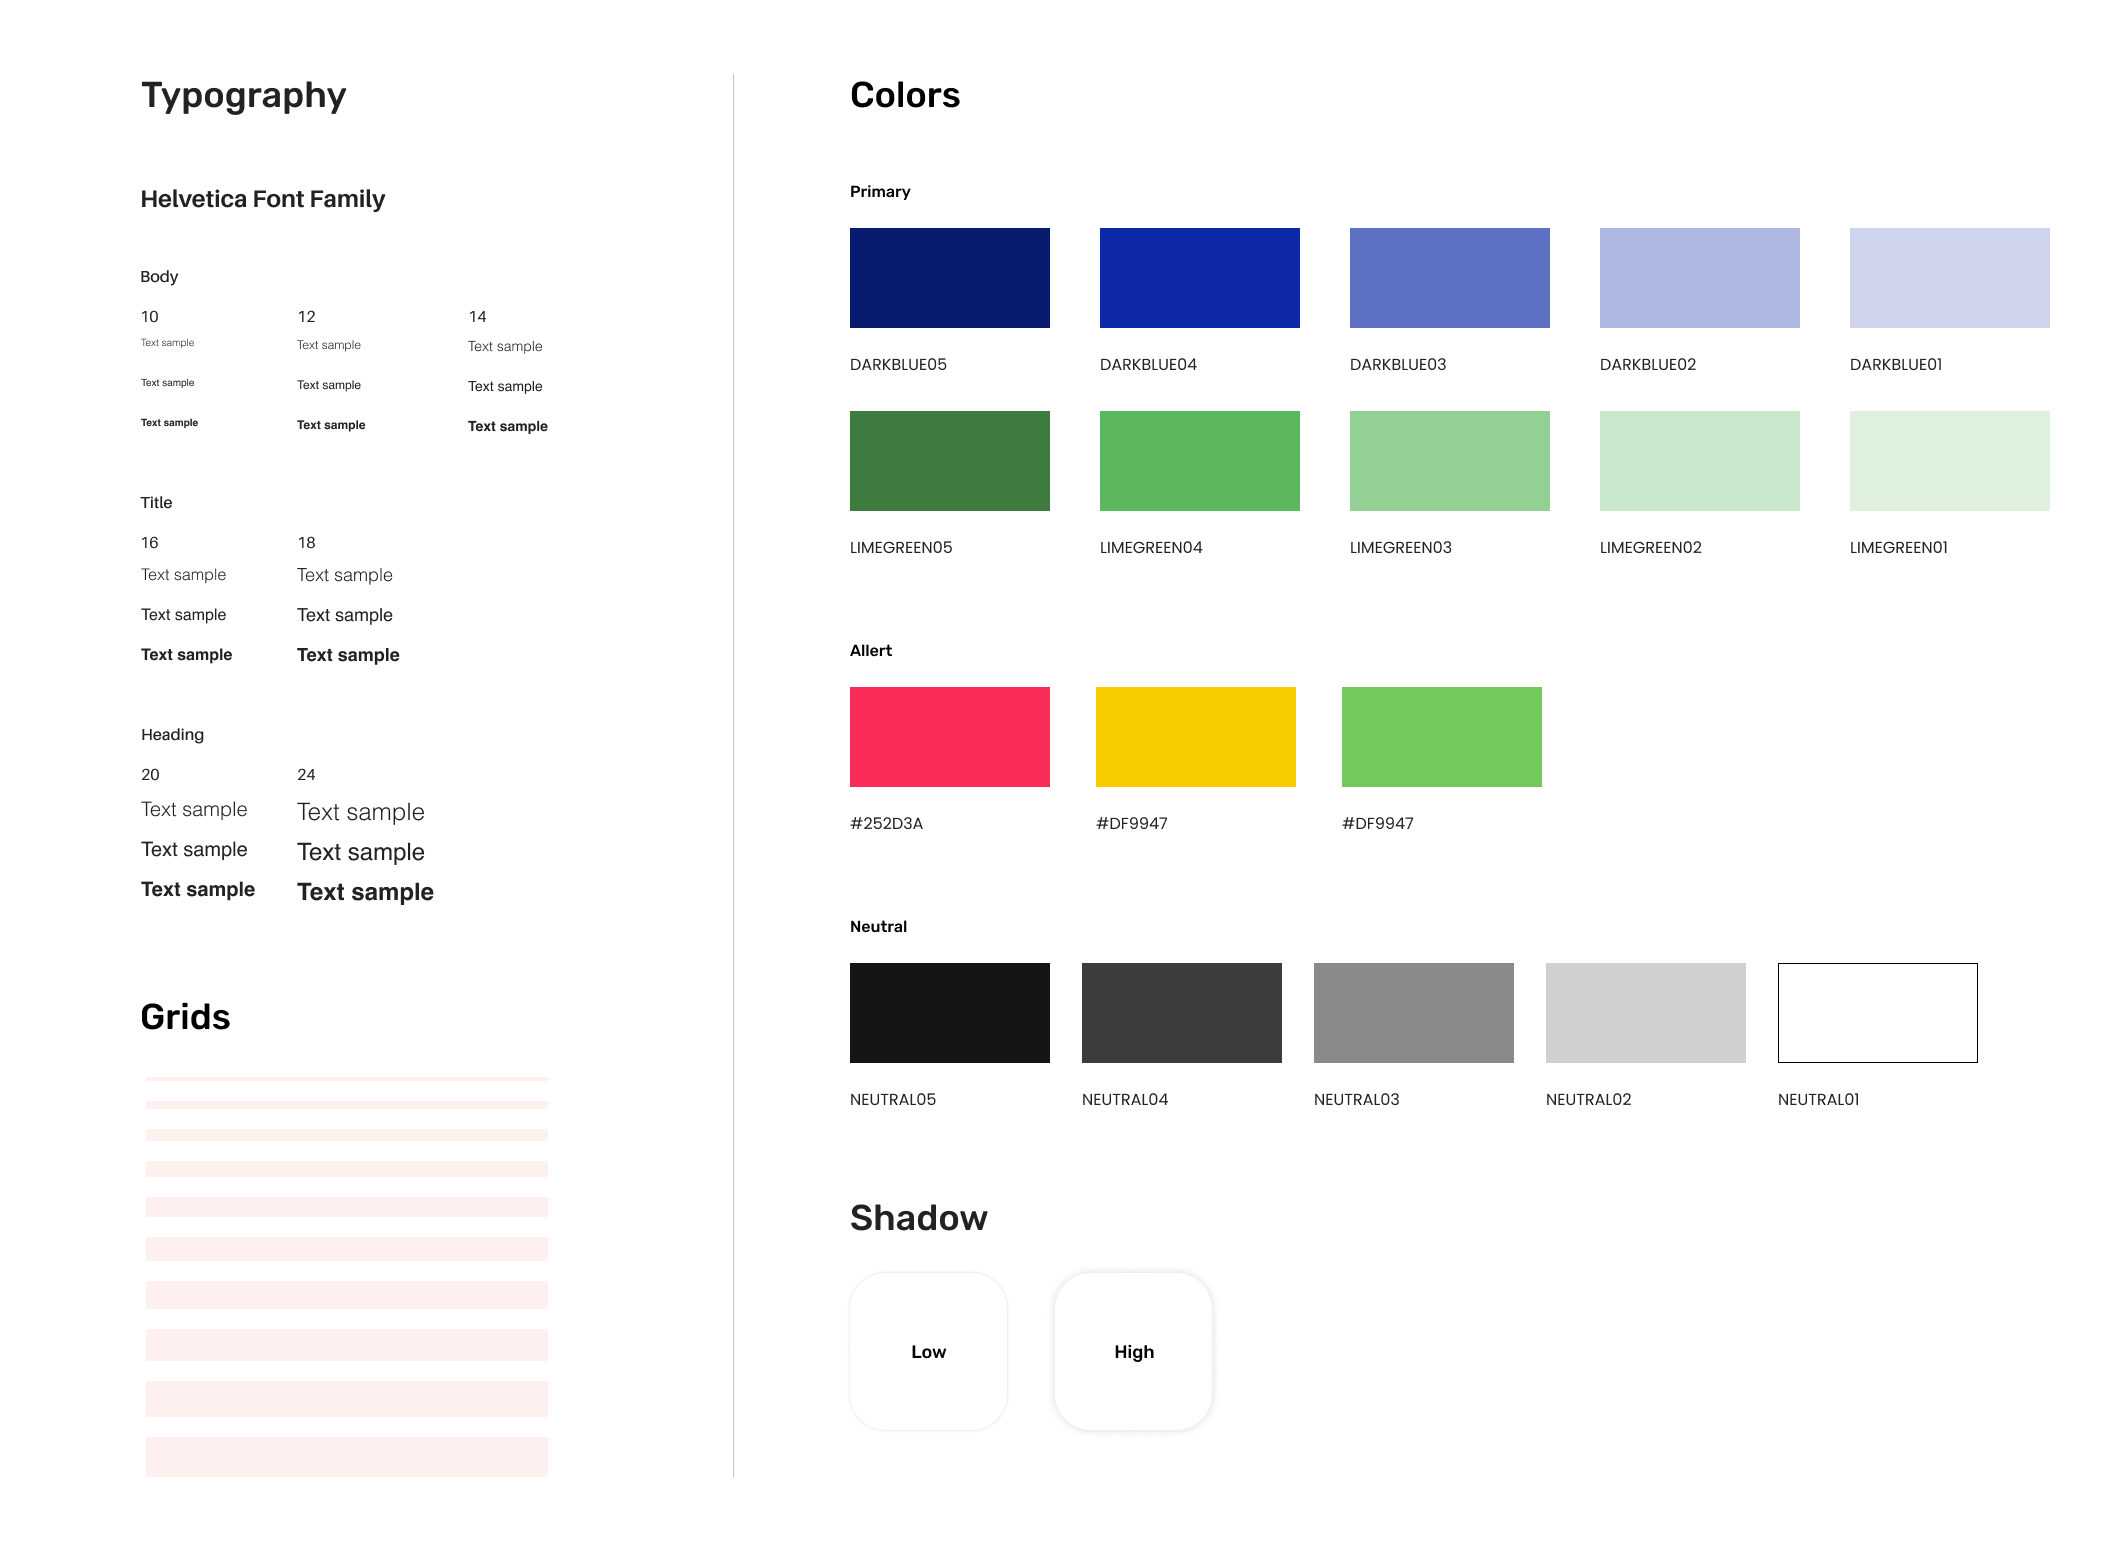 Typography
Helvetica Font Family
Body
10 12 14
Text sample Text sample Text sample
Text sample Text sample Text sample
Text sample Text sample Text sample
Title
16 18
Text sample Text sample
Text sample Text sample
Text sample Text sample
Heading
20 24
Text sample Text sample
Text sample Text sample
Text sample Text sample
Grids
Colors
Primary
DARKBLUE05 DARKBLUE04 DARKBLUE03 DARKBLUE02 DARKBLUE01
LIMEGREEN05 LIMEGREEN04 LIMEGREEN03 LIMEGREEN02 LIMEGREEN01
Allert
#252D3A #DF9947 #DF9947
Neutral
NEUTRAL05 NEUTRAL04 NEUTRAL03 NEUTRAL02 NEUTRAL01
Shadow
Low High